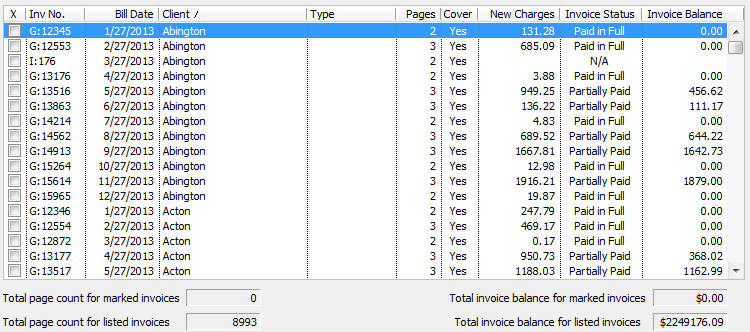 X Inv No. Bill Date Client / Type Pages Cover New Charges Invoice Status Invoice Balance
G:12345 1/27/2013 Abington 2 Yes 131.28 Paid in Full 0.00
G:12553 2/27/2013 Abington 3 Yes 685.09 Paid in Full 0.00
I:176 3/27/2013 Abington 2 Yes N/A
G:13176 4/27/2013 Abington 2 Yes 3.88 Paid in Full 0.00
G:13516 5/27/2013 Abington 3 Yes 949.25 Partially Paid 456.62
G:13863 6/27/2013 Abington 2 Yes 136.22 Partially Paid 111.17
G:14214 7/27/2013 Abington 2 Yes 4.83 Paid in Full 0.00
G:14562 8/27/2013 Abington 3 Yes 689.52 Partially Paid 644.22
G:14911 9/27/2013 Abington 3 Yes 1667.81 Partially Paid 1642.73
G:15264 10/27/2013 Abington 2 Yes 12.98 Paid in Full 0.00
G:15614 11/27/2013 Abington 3 Yes 1916.21 Partially Paid 1879.00
G:15965 12/27/2013 Abington 2 Yes 19.87 Paid in Full 0.00
G:12346 1/27/2013 Acton 2 Yes 247.79 Paid in Full 0.00
G:12554 2/27/2013 Acton 3 Yes 469.17 Paid in Full 0.00
G:12872 3/27/2013 Acton 2 Yes 0.17 Paid in Full 0.00
G:13177 4/27/2013 Acton 3 Yes 950.73 Partially Paid 368.02
G:13517 5/27/2013 Acton 3 Yes 1188.03 Partially Paid 1162.99
Total page count for marked invoices 0 Total invoice balance for marked invoices $0.00
Total page count for listed invoices 8993 Total invoice balance for listed invoices $2249176.09